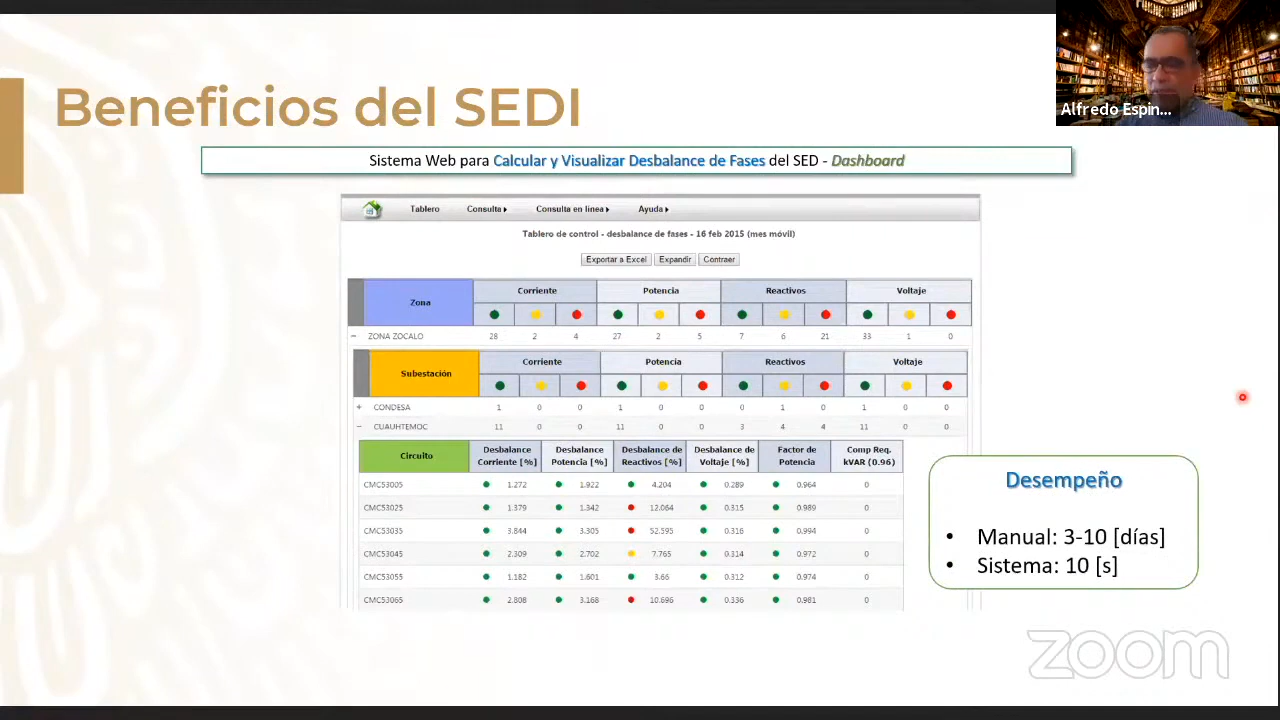 Beneficios del SEDI
Alfredo Espin...
Sistema Web para Calcular y Visualizar Desbalance de Fases del SED - Dashboard
Tablero Consulta Consulta en línea Ayuda
Tablero de control - desbalance de fases - 16 feb 2015 (mes móvil)
Exportar a Excel Expandir Contraer
Zona Corriente Potencia Reactivos Voltaje
ZONA ZOCALO 28 2 4 27 2 5 7 6 21 33 1 0
Subestación Corriente Potencia Reactivos Voltaje
+ CONDESA 1 0 0 1 0 0 0 1 0 1 0 0
− CUAUHTEMOC 11 0 0 11 0 0 3 4 4 11 0 0
Circuito Desbalance Corriente [%] Desbalance Potencia [%] Desbalance de Reactivos [%] Desbalance de Voltaje [%] Factor de Potencia Comp Req. kVAR (0.96)
CMC53005 1.272 1.922 4.204 0.289 0.964 0
CMC53025 1.379 1.342 12.064 0.315 0.989 0
CMC53035 3.844 3.305 52.595 0.316 0.994 0
CMC53045 2.309 2.702 7.765 0.314 0.972 0
CMC53055 1.182 1.601 3.66 0.312 0.974 0
CMC53065 2.808 3.168 10.696 0.336 0.981 0
Desempeño
• Manual: 3-10 [días]
• Sistema: 10 [s]
zoom